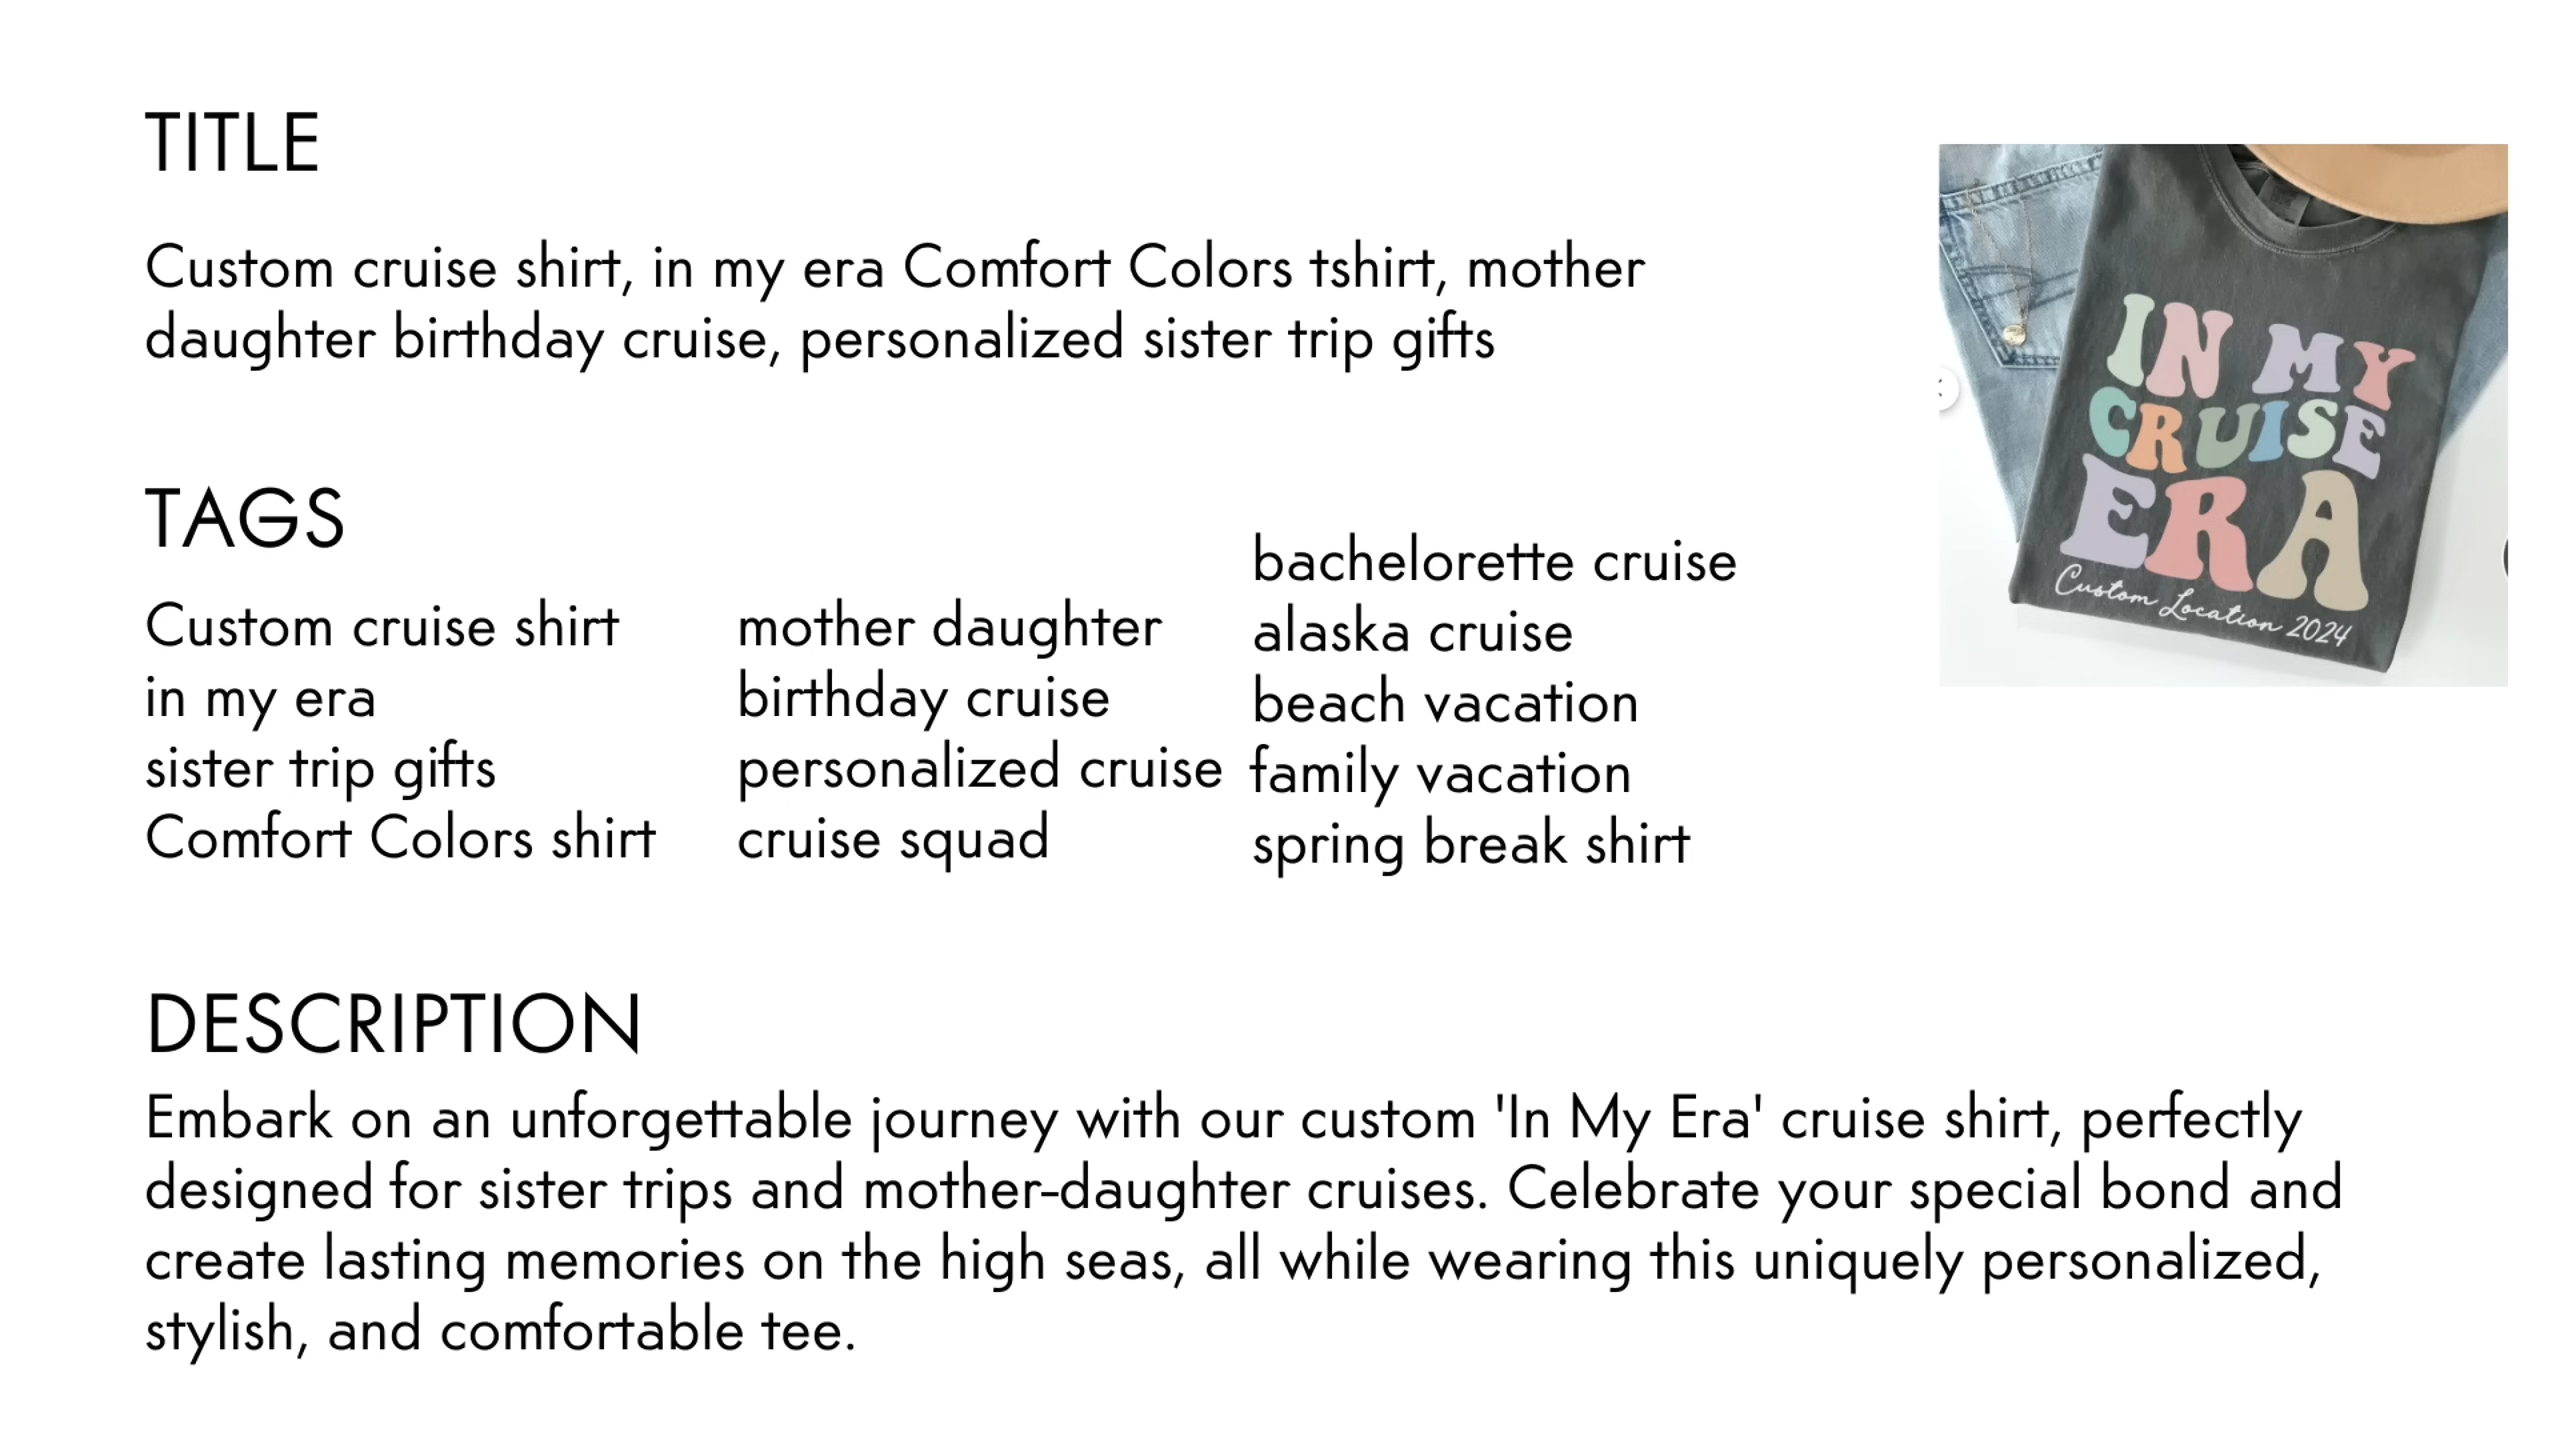 TITLE
Custom cruise shirt, in my era Comfort Colors tshirt, mother
daughter birthday cruise, personalized sister trip gifts
TAGS
Custom cruise shirt
in my era
sister trip gifts
Comfort Colors shirt
mother daughter
birthday cruise
personalized cruise
cruise squad
bachelorette cruise
alaska cruise
beach vacation
family vacation
spring break shirt
IN MY
CRUISE
ERA
Custom Location 2024
DESCRIPTION
Embark on an unforgettable journey with our custom 'In My Era' cruise shirt, perfectly
designed for sister trips and mother-daughter cruises. Celebrate your special bond and
create lasting memories on the high seas, all while wearing this uniquely personalized,
stylish, and comfortable tee.